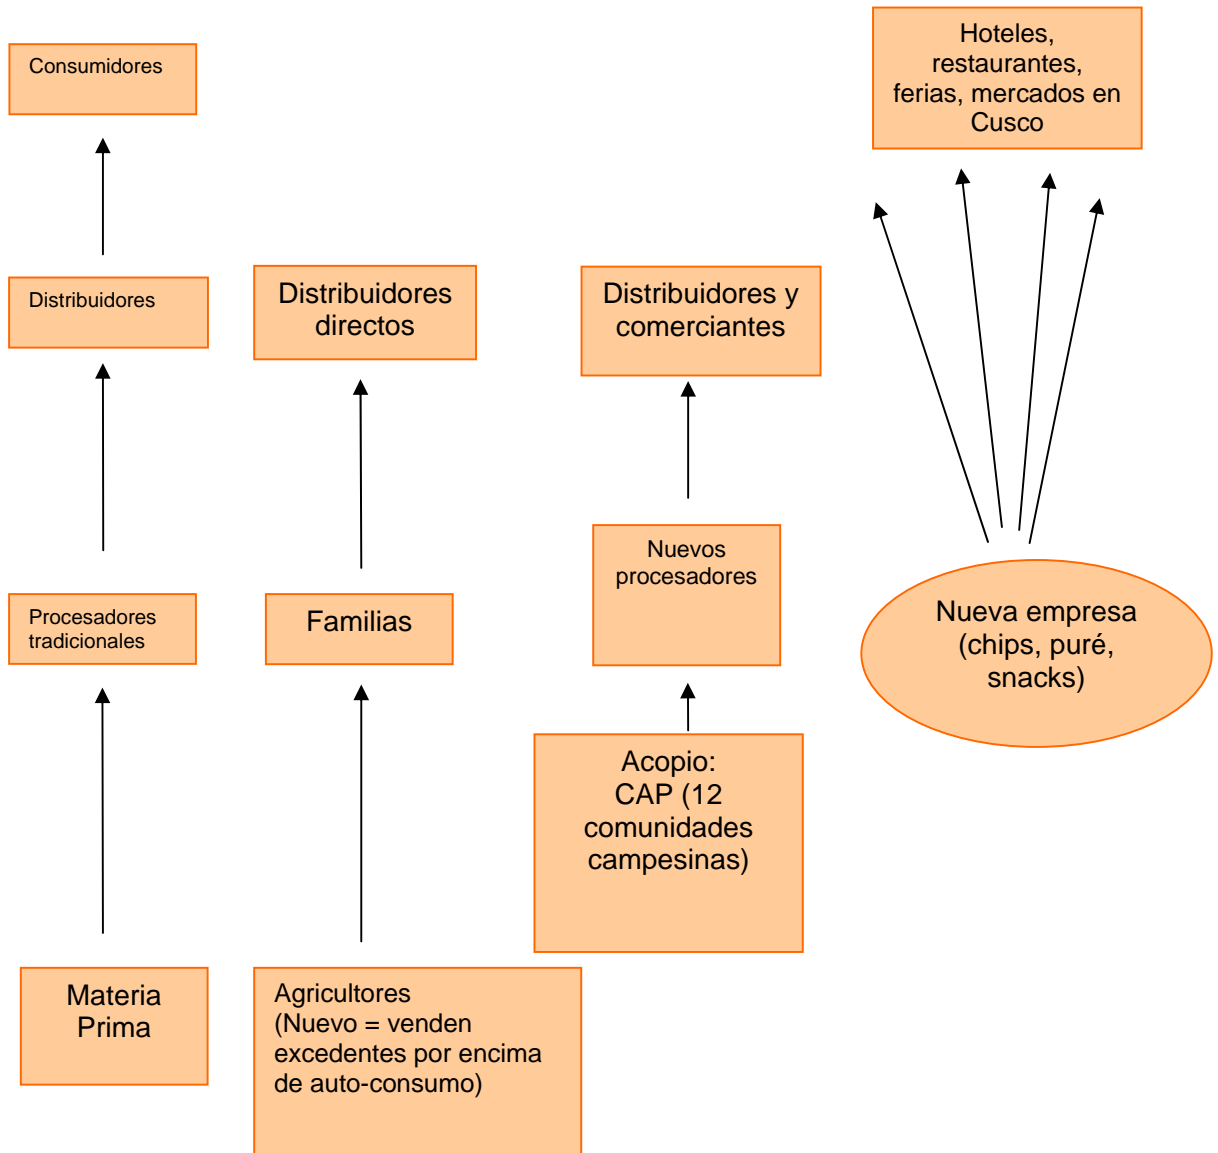 Hoteles,
restaurantes,
ferias, mercados en
Cusco
Consumidores
Distribuidores
Distribuidores
directos
Distribuidores y
comerciantes
Nuevos
procesadores
Procesadores
tradicionales
Familias
Nueva empresa
(chips, puré,
snacks)
Acopio:
CAP (12
comunidades
campesinas)
Materia
Prima
Agricultores
(Nuevo = venden
excedentes por encima
de auto-consumo)